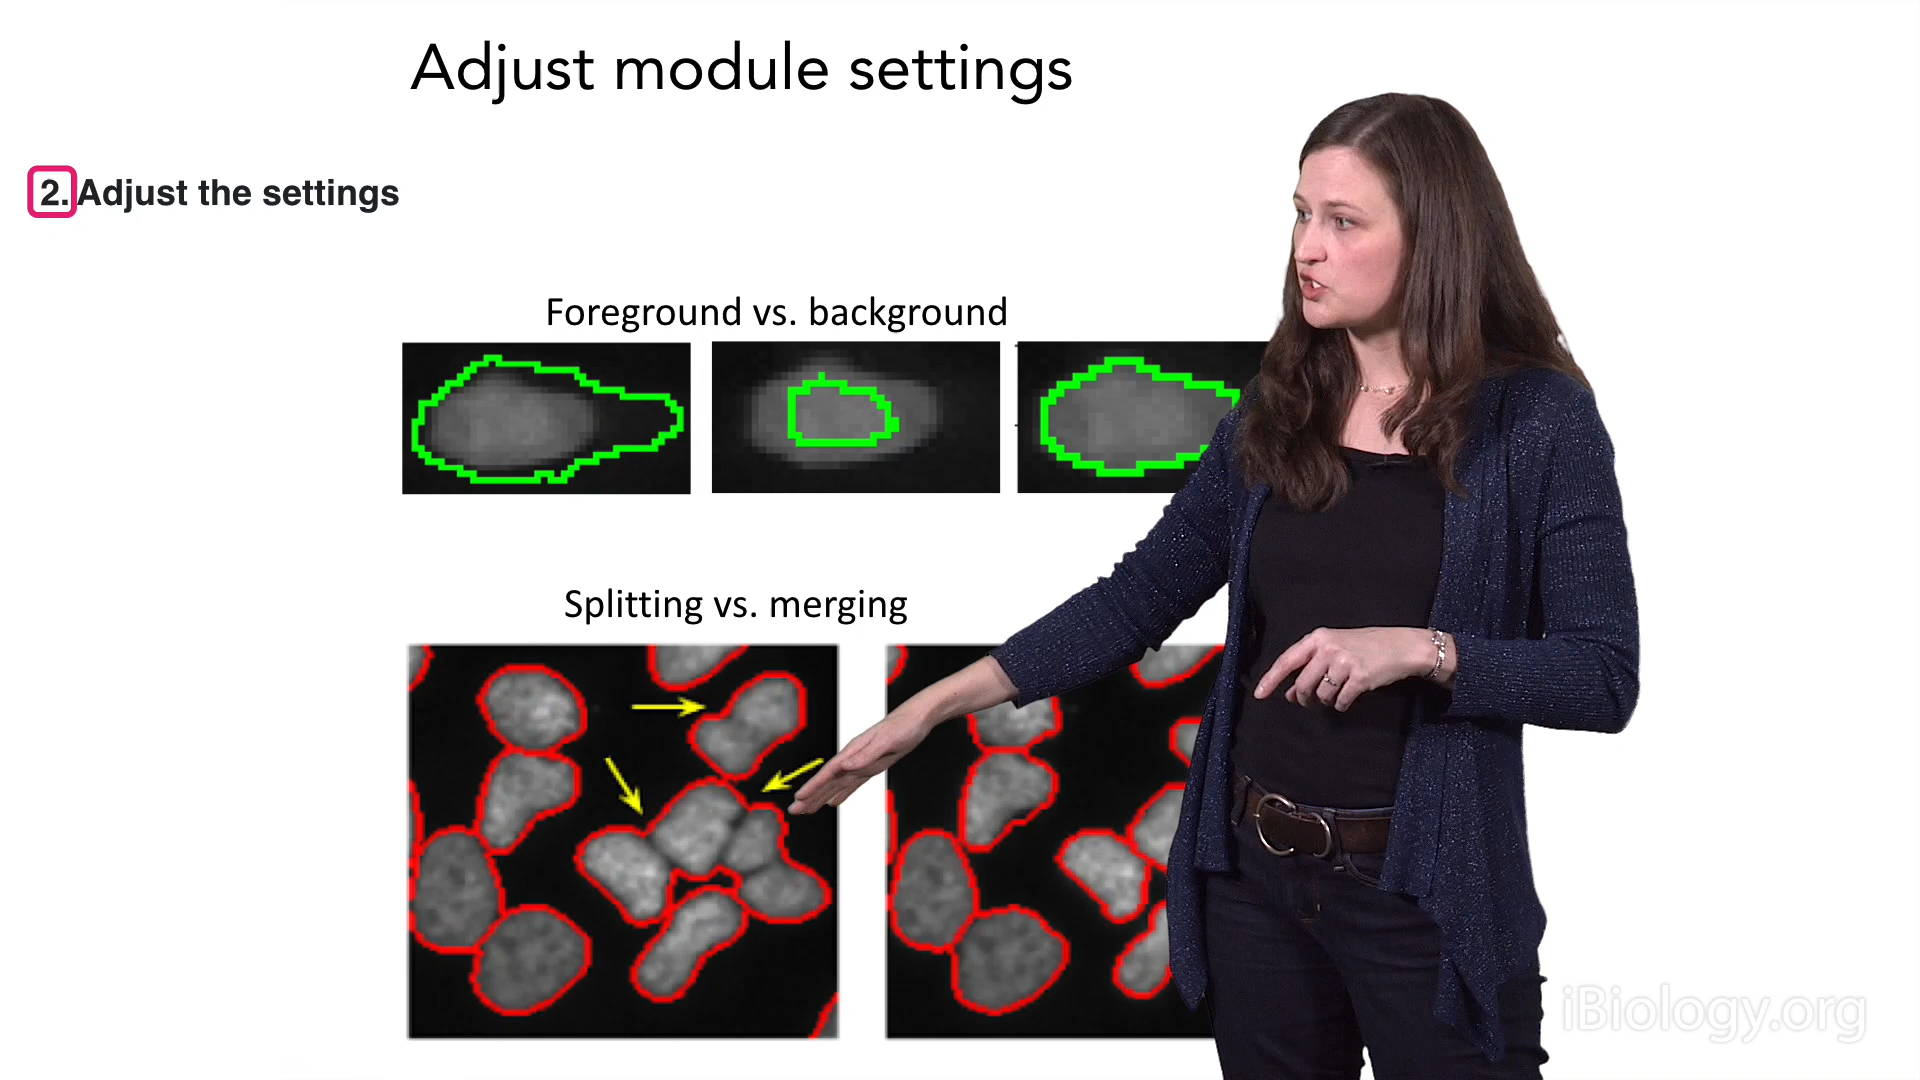 Adjust module settings
2. Adjust the settings
Foreground vs. background
Splitting vs. merging
iBiology.org